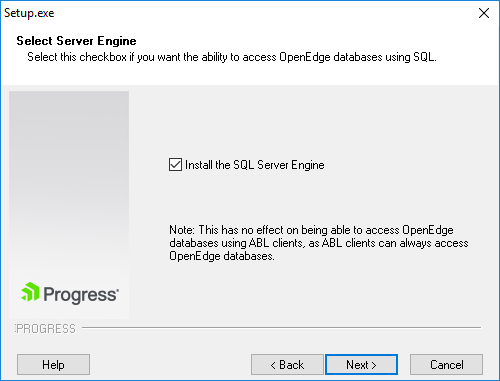 Setup.exe
Select Server Engine
Select this checkbox if you want the ability to access OpenEdge databases using SQL.
Install the SQL Server Engine
Note: This has no effect on being able to access OpenEdge
databases using ABL clients, as ABL clients can always access
OpenEdge databases.
Progress
PROGRESS
Help
< Back
Next >
Cancel